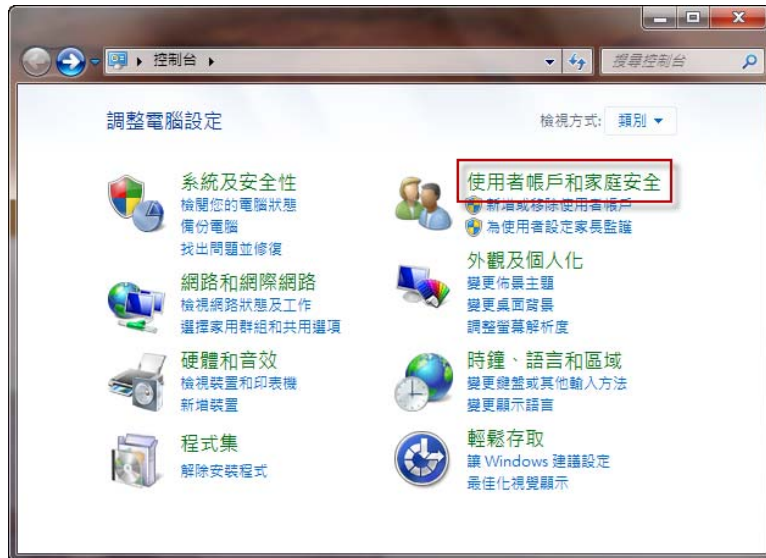 控制台
搜尋控制台
調整電腦設定
檢視方式: 類別
系統及安全性
檢閱您的電腦狀態
備份電腦
找出問題並修復
網路和網際網路
檢視網路狀態及工作
選擇家用群組和共用選項
硬體和音效
檢視裝置和印表機
新增裝置
程式集
解除安裝程式
使用者帳戶和家庭安全
新增或移除使用者帳戶
為使用者設定家長監護
外觀及個人化
變更佈景主題
變更桌面背景
調整螢幕解析度
時鐘、語言和區域
變更鍵盤或其他輸入方法
變更顯示語言
輕鬆存取
讓 Windows 建議設定
最佳化視覺顯示